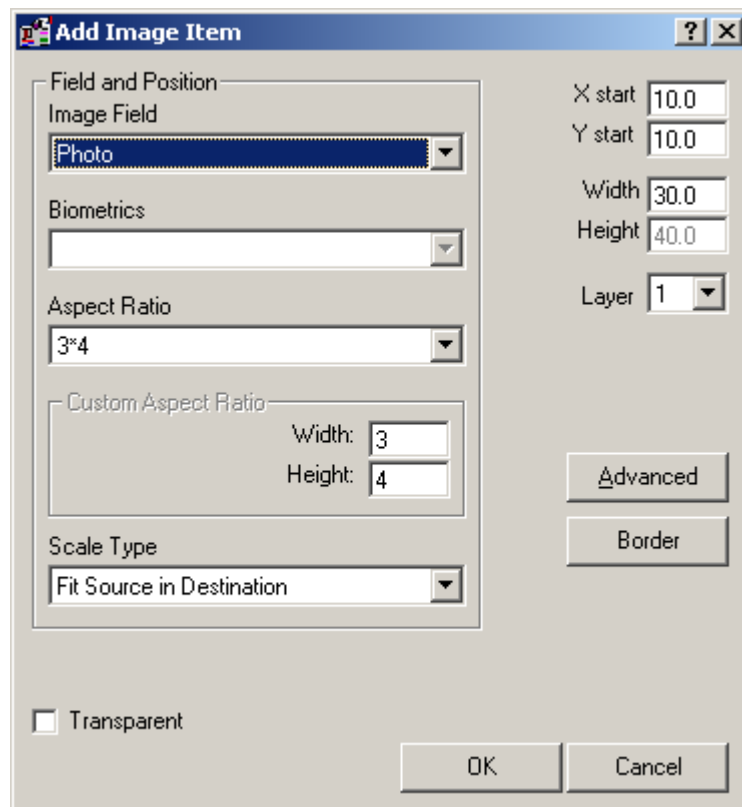 Add Image Item
Field and Position
Image Field
Photo
Biometrics
Aspect Ratio
3*4
Custom Aspect Ratio
Width: 3
Height: 4
Scale Type
Fit Source in Destination
X start 10.0
Y start 10.0
Width 30.0
Height 40.0
Layer 1
Advanced
Border
Transparent
OK Cancel